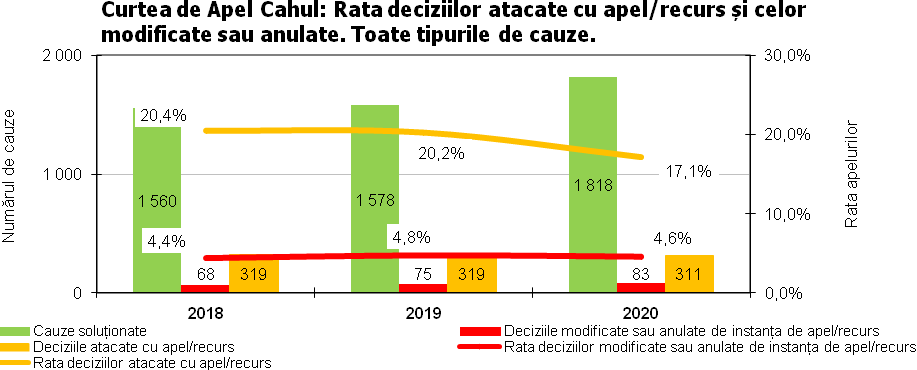 Curtea de Apel Cahul: Rata deciziilor atacate cu apel/recurs și celor
modificate sau anulate. Toate tipurile de cauze.
2 000
30,0%
20,4%
20,2%
20,0%
17,1%
1 000
1 560
1 578
1 818
10,0%
4,4%
4,8%
4,6%
68
319
75
319
83
311
0
0,0%
Numărul de cauze
Rata apelurilor
2018
2019
2020
Cauze soluționate
Deciziile modificate sau anulate de instanța de apel/recurs
Deciziile atacate cu apel/recurs
Rata deciziilor modificate sau anulate de instanța de apel/recurs
Rata deciziilor atacate cu apel/recurs